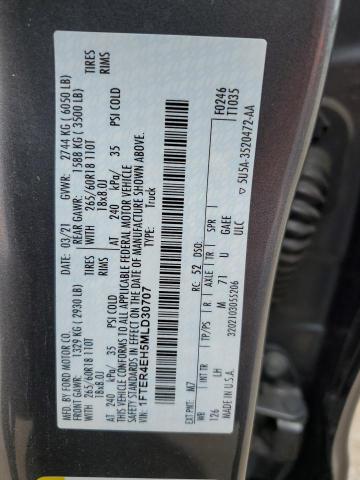 MFD. BY FORD MOTOR CO.
DATE: 03/21 GVWR: 2744 KG (6050 LB)
FRONT GAWR: 1329 KG (2930 LB) REAR GAWR: 1588 KG (3500 LB)
265/60R18 110T TIRES 265/60R18 110T TIRES
18x8.0J RIMS 18x8.0J RIMS
AT 240 kPa/ 35 PSI COLD AT 240 kPa/ 35 PSI COLD
THIS VEHICLE CONFORMS TO ALL APPLICABLE FEDERAL MOTOR VEHICLE
SAFETY STANDARDS IN EFFECT ON THE DATE OF MANUFACTURE SHOWN ABOVE.
VIN: 1FTER4EH5MLD30707
TYPE: Truck
F0246
T1035
EXT PNT: M7 RC: 52 DSO:
WB INT TR TP/PS R AXLE TR SPR
126 LH M 71 U GAEE
MADE IN U.S.A. ULC
3202103055206
5U5A-3520472-AA